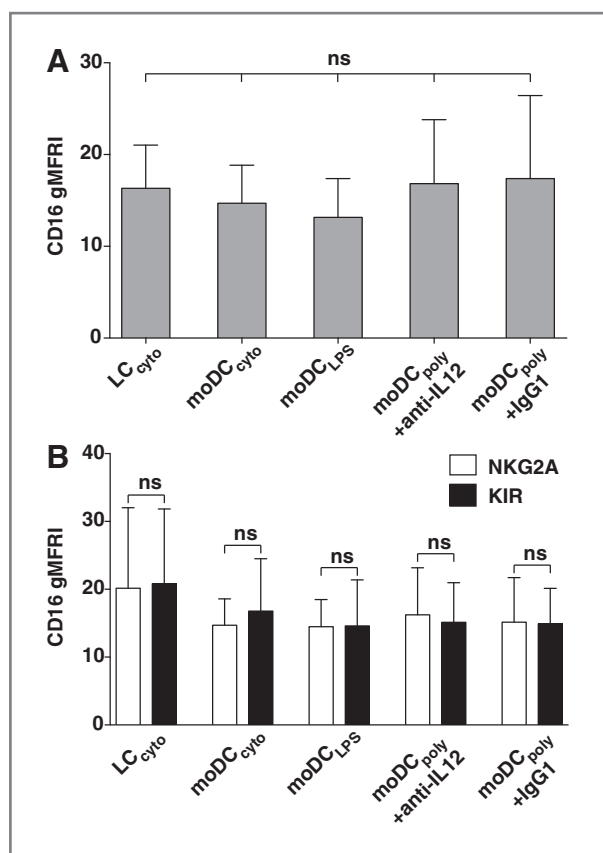 A
ns
30
20
10
0
CD16 gMFRI
LCcyto
moDCcyto
moDCLPS
moDCpoly
+anti-IL12
moDCpoly
+IgG1
B
NKG2A
KIR
ns
ns
ns
ns
ns
40
30
20
10
0
CD16 gMFRI
LCcyto
moDCcyto
moDCLPS
moDCpoly
+anti-IL12
moDCpoly
+IgG1